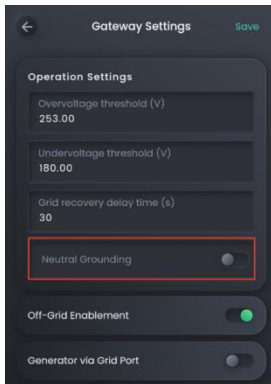 Gateway Settings
Save
Operation Settings
Overvoltage threshold (V)
253.00
Undervoltage threshold (V)
180.00
Grid recovery delay time (s)
30
Neutral Grounding
Off-Grid Enablement
Generator via Grid Port